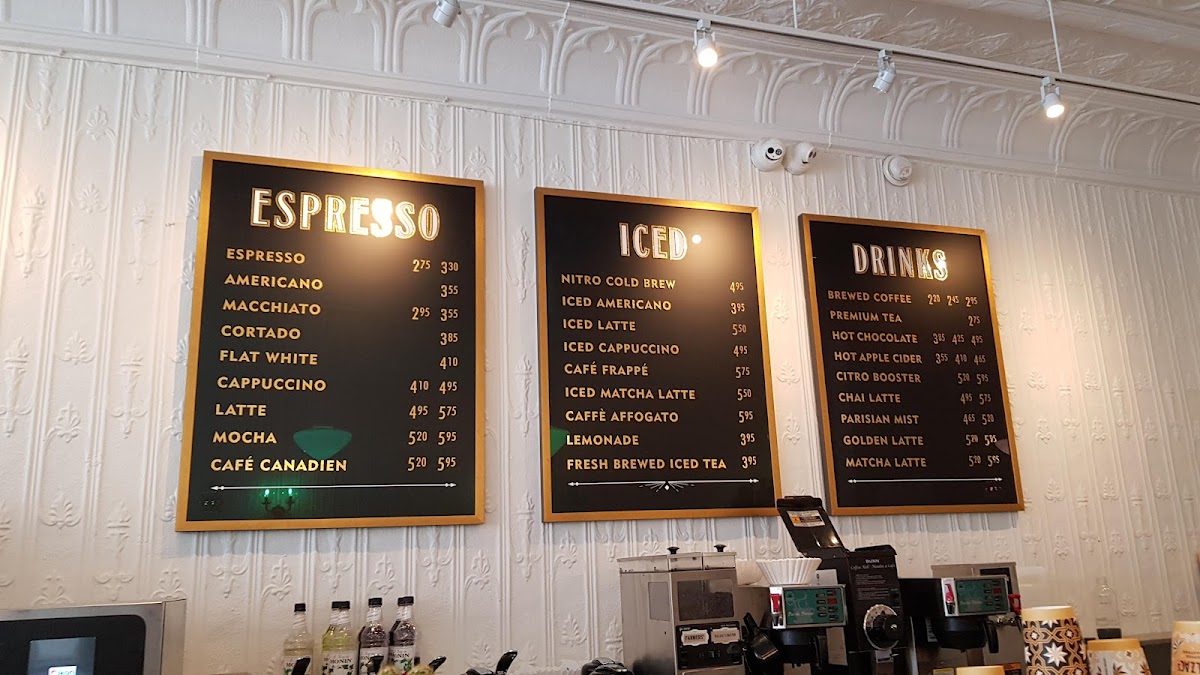 ESPRESSO
ESPRESSO 2.75 3.30
AMERICANO 3.55
MACCHIATO 2.95 3.55
CORTADO 3.85
FLAT WHITE 4.10
CAPPUCCINO 4.10 4.95
LATTE 4.95 5.75
MOCHA 5.20 5.95
CAFÉ CANADIEN 5.20 5.95
ICED
NITRO COLD BREW 4.95
ICED AMERICANO 3.95
ICED LATTE 5.50
ICED CAPPUCCINO 4.95
CAFÉ FRAPPÉ 5.75
ICED MATCHA LATTE 5.50
CAFFÈ AFFOGATO 5.95
LEMONADE 3.95
FRESH BREWED ICED TEA 3.95
DRINKS
BREWED COFFEE 2.20 2.45 2.95
PREMIUM TEA 2.75
HOT CHOCOLATE 3.85 4.25 4.95
HOT APPLE CIDER 3.55 4.10 4.65
CITRO BOOSTER 5.20 5.95
CHAI LATTE 4.95 5.75
PARISIAN MIST 4.65 5.20
GOLDEN LATTE 5.20 5.95
MATCHA LATTE 5.20 5.95
MONIN
BUNN